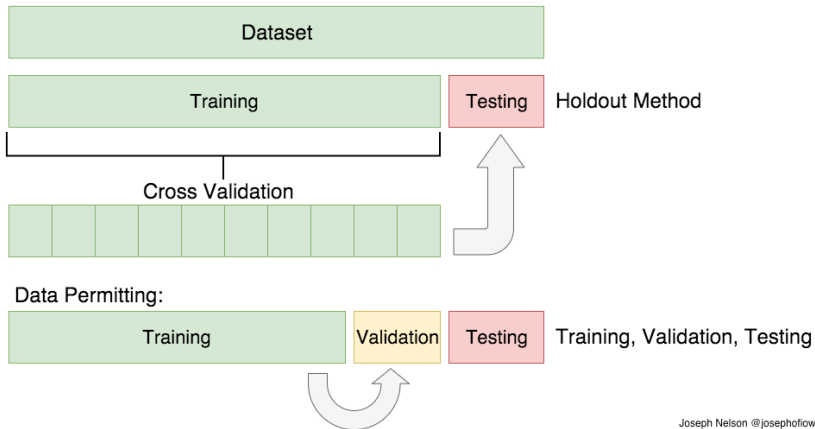 Dataset
Training
Testing
Holdout Method
Cross Validation
Data Permitting:
Training
Validation
Testing
Training, Validation, Testing
Joseph Nelson @josephofiow